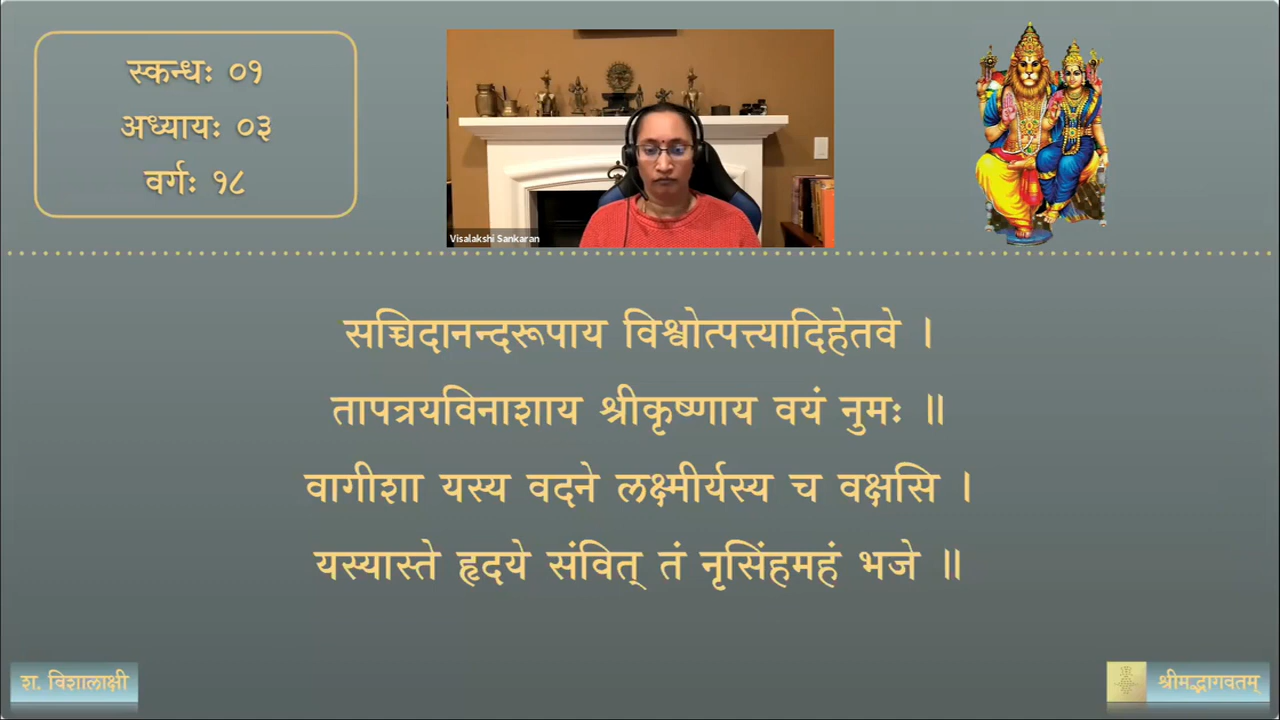 स्कन्धः ०१
अध्यायः ०३
वर्गः १८
Visalakshi Sankaran
सच्चिदानन्दरूपाय विश्वोत्पत्त्यादिहेतवे ।
तापत्रयविनाशाय श्रीकृष्णाय वयं नुमः ॥
वागीशा यस्य वदने लक्ष्मीर्यस्य च वक्षसि ।
यस्यास्ते हृदये संवित् तं नृसिंहमहं भजे ॥
श. विशालाक्षी
श्रीमद्भागवतम्